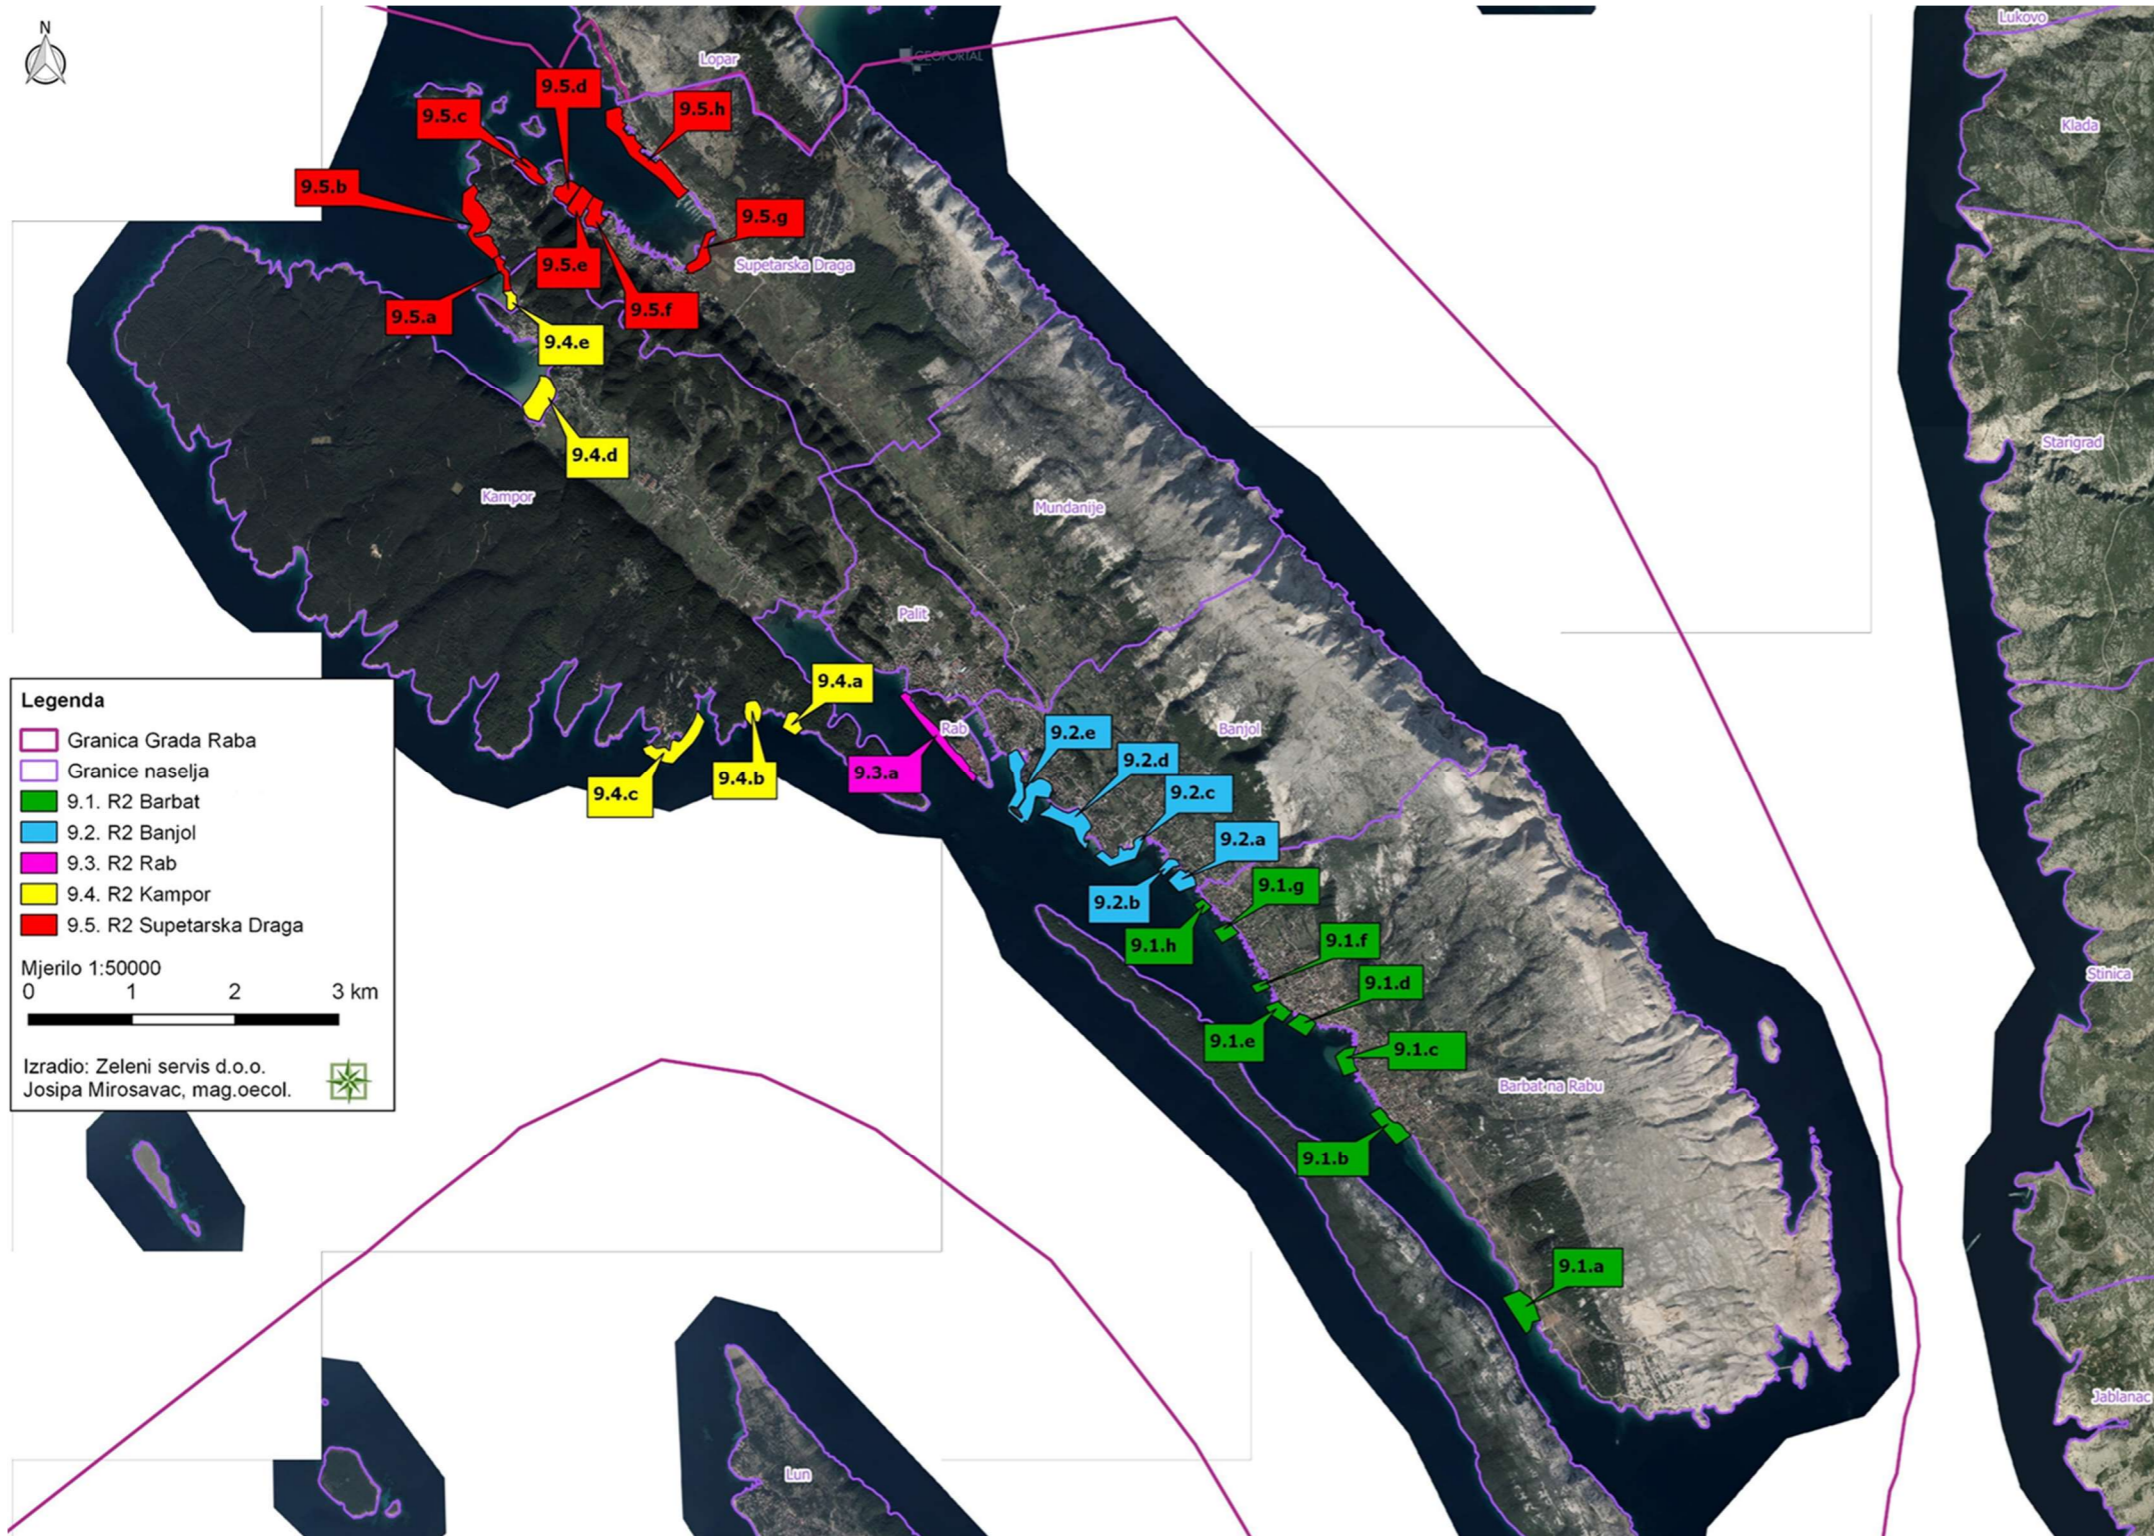 N
Lopar
GEOPORTAL
Lukovo
9.5.d
9.5.h
9.5.c
Klada
9.5.b
9.5.g
9.5.e
Supetarska Draga
9.5.a
9.5.f
9.4.e
Starigrad
9.4.d
Kampor
Mundanije
Palit
9.4.a
Rab
9.2.e
Banjol
9.2.d
9.3.a
9.4.b
9.4.c
9.2.c
9.2.a
9.2.b
9.1.g
9.1.h
9.1.f
9.1.d
Stinica
9.1.e
9.1.c
Barbat na Rabu
9.1.b
9.1.a
Jablanac
Lun
Legenda
Granica Grada Raba
Granice naselja
9.1. R2 Barbat
9.2. R2 Banjol
9.3. R2 Rab
9.4. R2 Kampor
9.5. R2 Supetarska Draga
Mjerilo 1:50000
0 1 2 3 km
Izradio: Zeleni servis d.o.o.
Josipa Mirosavac, mag.oecol.